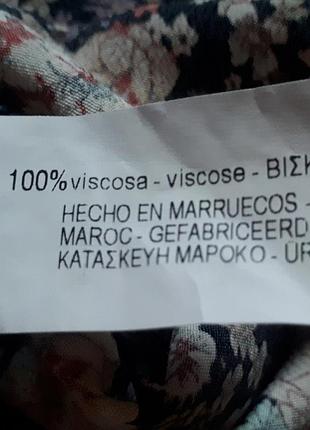 100% viscosa - viscose - ΒΙΣΚ
HECHO EN MARRUECOS -
MAROC - GEFABRICEERD
ΚΑΤΑΣΚΕΥΗ ΜΑΡΟΚΟ - ÜR